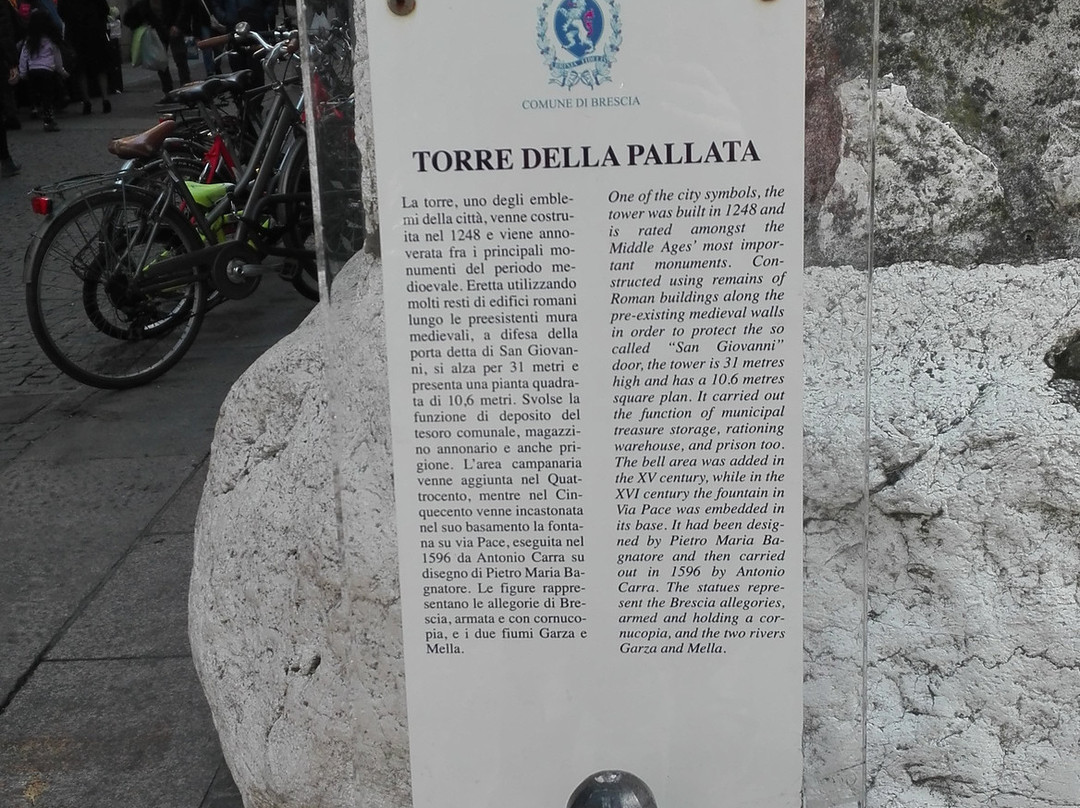 COMUNE DI BRESCIA
TORRE DELLA PALLATA
La torre, uno degli emble-
mi della città, venne costru-
ita nel 1248 e viene anno-
verata fra i principali mo-
numenti del periodo me-
dioevale. Eretta utilizzando
molti resti di edifici romani
lungo le preesistenti mura
medievali, a difesa della
porta detta di San Giovan-
ni, si alza per 31 metri e
presenta una pianta quadra-
ta di 10,6 metri. Svolse la
funzione di deposito del
tesoro comunale, magazzi-
no annonario e anche pri-
gione. L'area campanaria
venne aggiunta nel Quat-
trocento, mentre nel Cin-
quecento venne incastonata
nel suo basamento la fonta-
na su via Pace, eseguita nel
1596 da Antonio Carra su
disegno di Pietro Maria Ba-
gnatore. Le figure rappre-
sentano le allegorie di Bre-
scia, armata e con cornuco-
pia, e i due fiumi Garza e
Mella.
One of the city symbols, the
tower was built in 1248 and
is rated amongst the
Middle Ages' most impor-
tant monuments. Con-
structed using remains of
Roman buildings along the
pre-existing medieval walls
in order to protect the so
called "San Giovanni"
door, the tower is 31 metres
high and has a 10.6 metres
square plan. It carried out
the function of municipal
treasure storage, rationing
warehouse, and prison too.
The bell area was added in
the XV century, while in the
XVI century the fountain in
Via Pace was embedded in
its base. It had been desig-
ned by Pietro Maria Ba-
gnatore and then carried
out in 1596 by Antonio
Carra. The statues repre-
sent the Brescia allegories,
armed and holding a cor-
nucopia, and the two rivers
Garza and Mella.